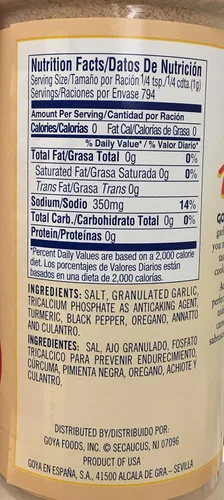 Nutrition Facts/Datos De Nutrición
Serving Size/Tamaño por Ración 1/4 tsp./1/4 cdta.(1g)
Servings/Raciones por Envase 794
Amount Per Serving/Cantidad por Ración
Calories/Calorías 0 Fat Cal/Calorías de Grasa 0
% Daily Value* / % Valor Diario*
Total Fat/Grasa Total 0g 0%
Saturated Fat/Grasa Saturada 0g 0%
Trans Fat/Grasa Trans 0g
Sodium/Sodio 350mg 14%
Total Carb./Carbohidrato Total 0g 0%
Protein/Proteínas 0g
*Percent Daily Values are based on a 2,000 calorie
diet. Los porcentajes de Valores Diarios están
basados en una dieta de 2,000 calorías.
INGREDIENTS: SALT, GRANULATED GARLIC,
TRICALCIUM PHOSPHATE AS ANTICAKING AGENT,
TURMERIC, BLACK PEPPER, OREGANO, ANNATTO
AND CULANTRO.
INGREDIENTES: SAL, AJO GRANULADO, FOSFATO
TRICALCICO PARA PREVENIR ENDURECIMIENTO,
CÚRCUMA, PIMIENTA NEGRA, OREGANO, ACHIOTE Y
CULANTRO.
DISTRIBUTED BY/DISTRIBUIDO POR:
GOYA FOODS, INC. © SECAUCUS, NJ 07096
PRODUCT OF USA
GOYA EN ESPAÑA, S.A., 41500 ALCALA DE GRA.- SEVILLA